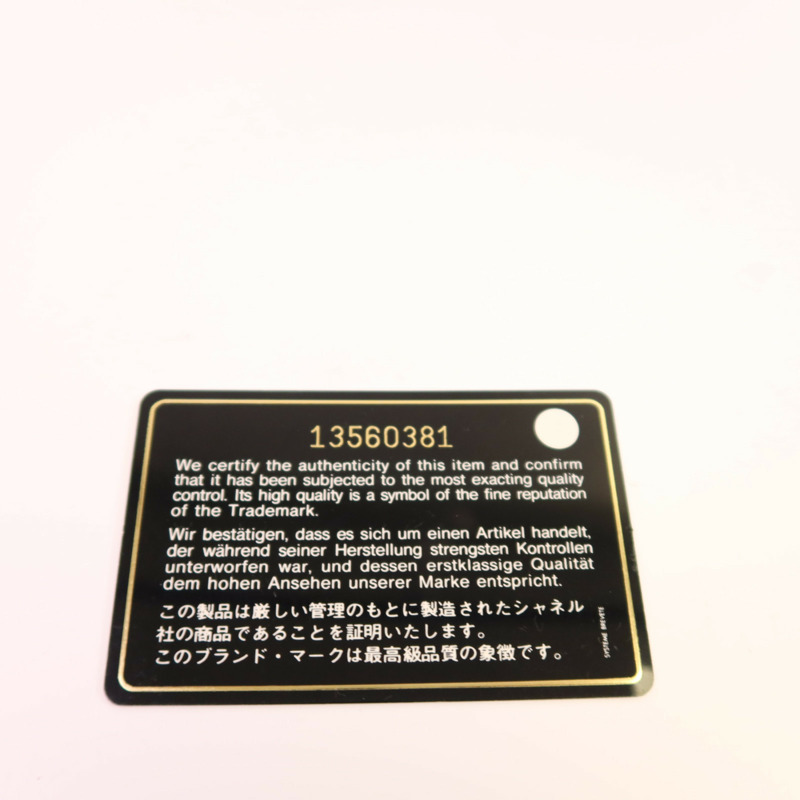 13560381
We certify the authenticity of this item and confirm
that it has been subjected to the most exacting quality
control. Its high quality is a symbol of the fine reputation
of the Trademark.
Wir bestätigen, dass es sich um einen Artikel handelt,
der während seiner Herstellung strengsten Kontrollen
unterworfen war, und dessen erstklassige Qualität
dem hohen Ansehen unserer Marke entspricht.
この製品は厳しい管理のもとに製造されたシャネル
社の商品であることを証明いたします。
このブランド・マークは最高級品質の象徴です。
SYSTEME BREVETE